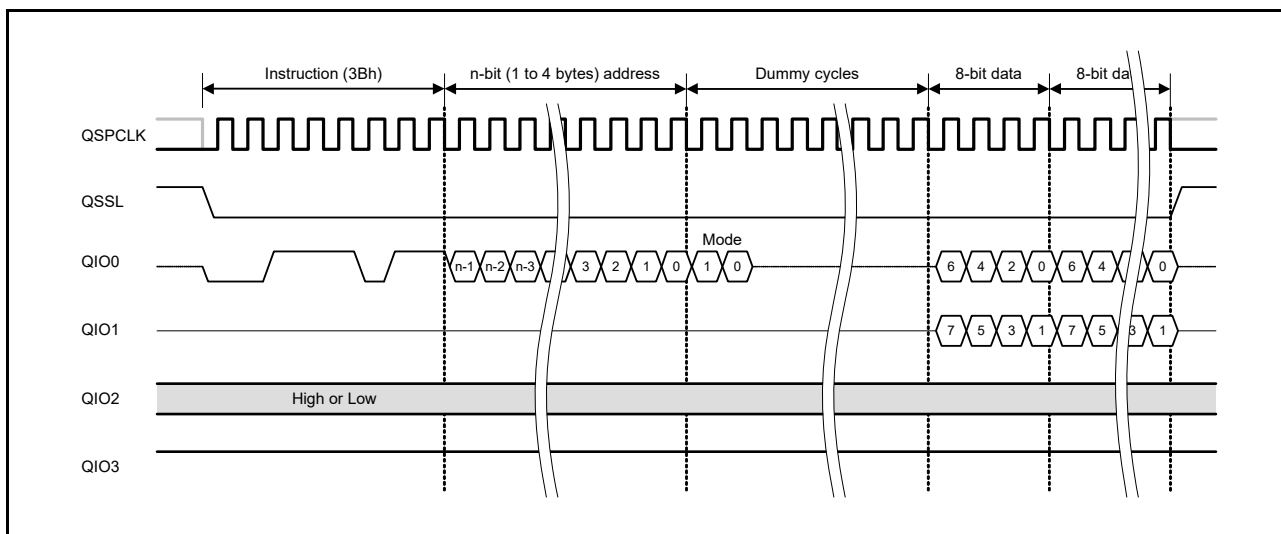 Instruction (3Bh) n-bit (1 to 4 bytes) address Dummy cycles 8-bit data 8-bit da
QSPCLK
QSSL
Mode
QIO0 n-1 n-2 n-3 3 2 1 0 1 0 6 4 2 0 6 4 0
QIO1 7 5 3 1 7 5 3 1
QIO2 High or Low
QIO3